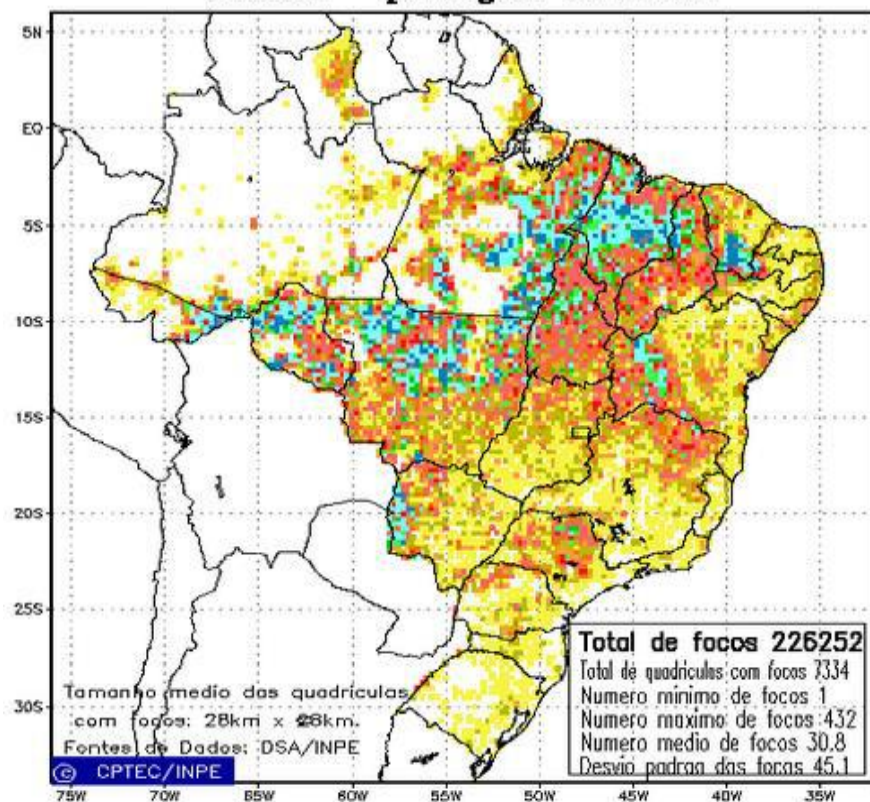 5N
EQ
5S
10S
15S
20S
25S
30S
75W 70W 65W 60W 55W 50W 45W 40W 35W
Total de focos 226252
Total de quadriculas com focos 7334
Numero minimo de focos 1
Numero maximo de focos 432
Numero medio de focos 30.8
Desvio padrao dos focos 45.1
Tamanho medio das quadriculas
com focos: 28km x 28km.
Fontes de Dados: DSA/INPE
© CPTEC/INPE